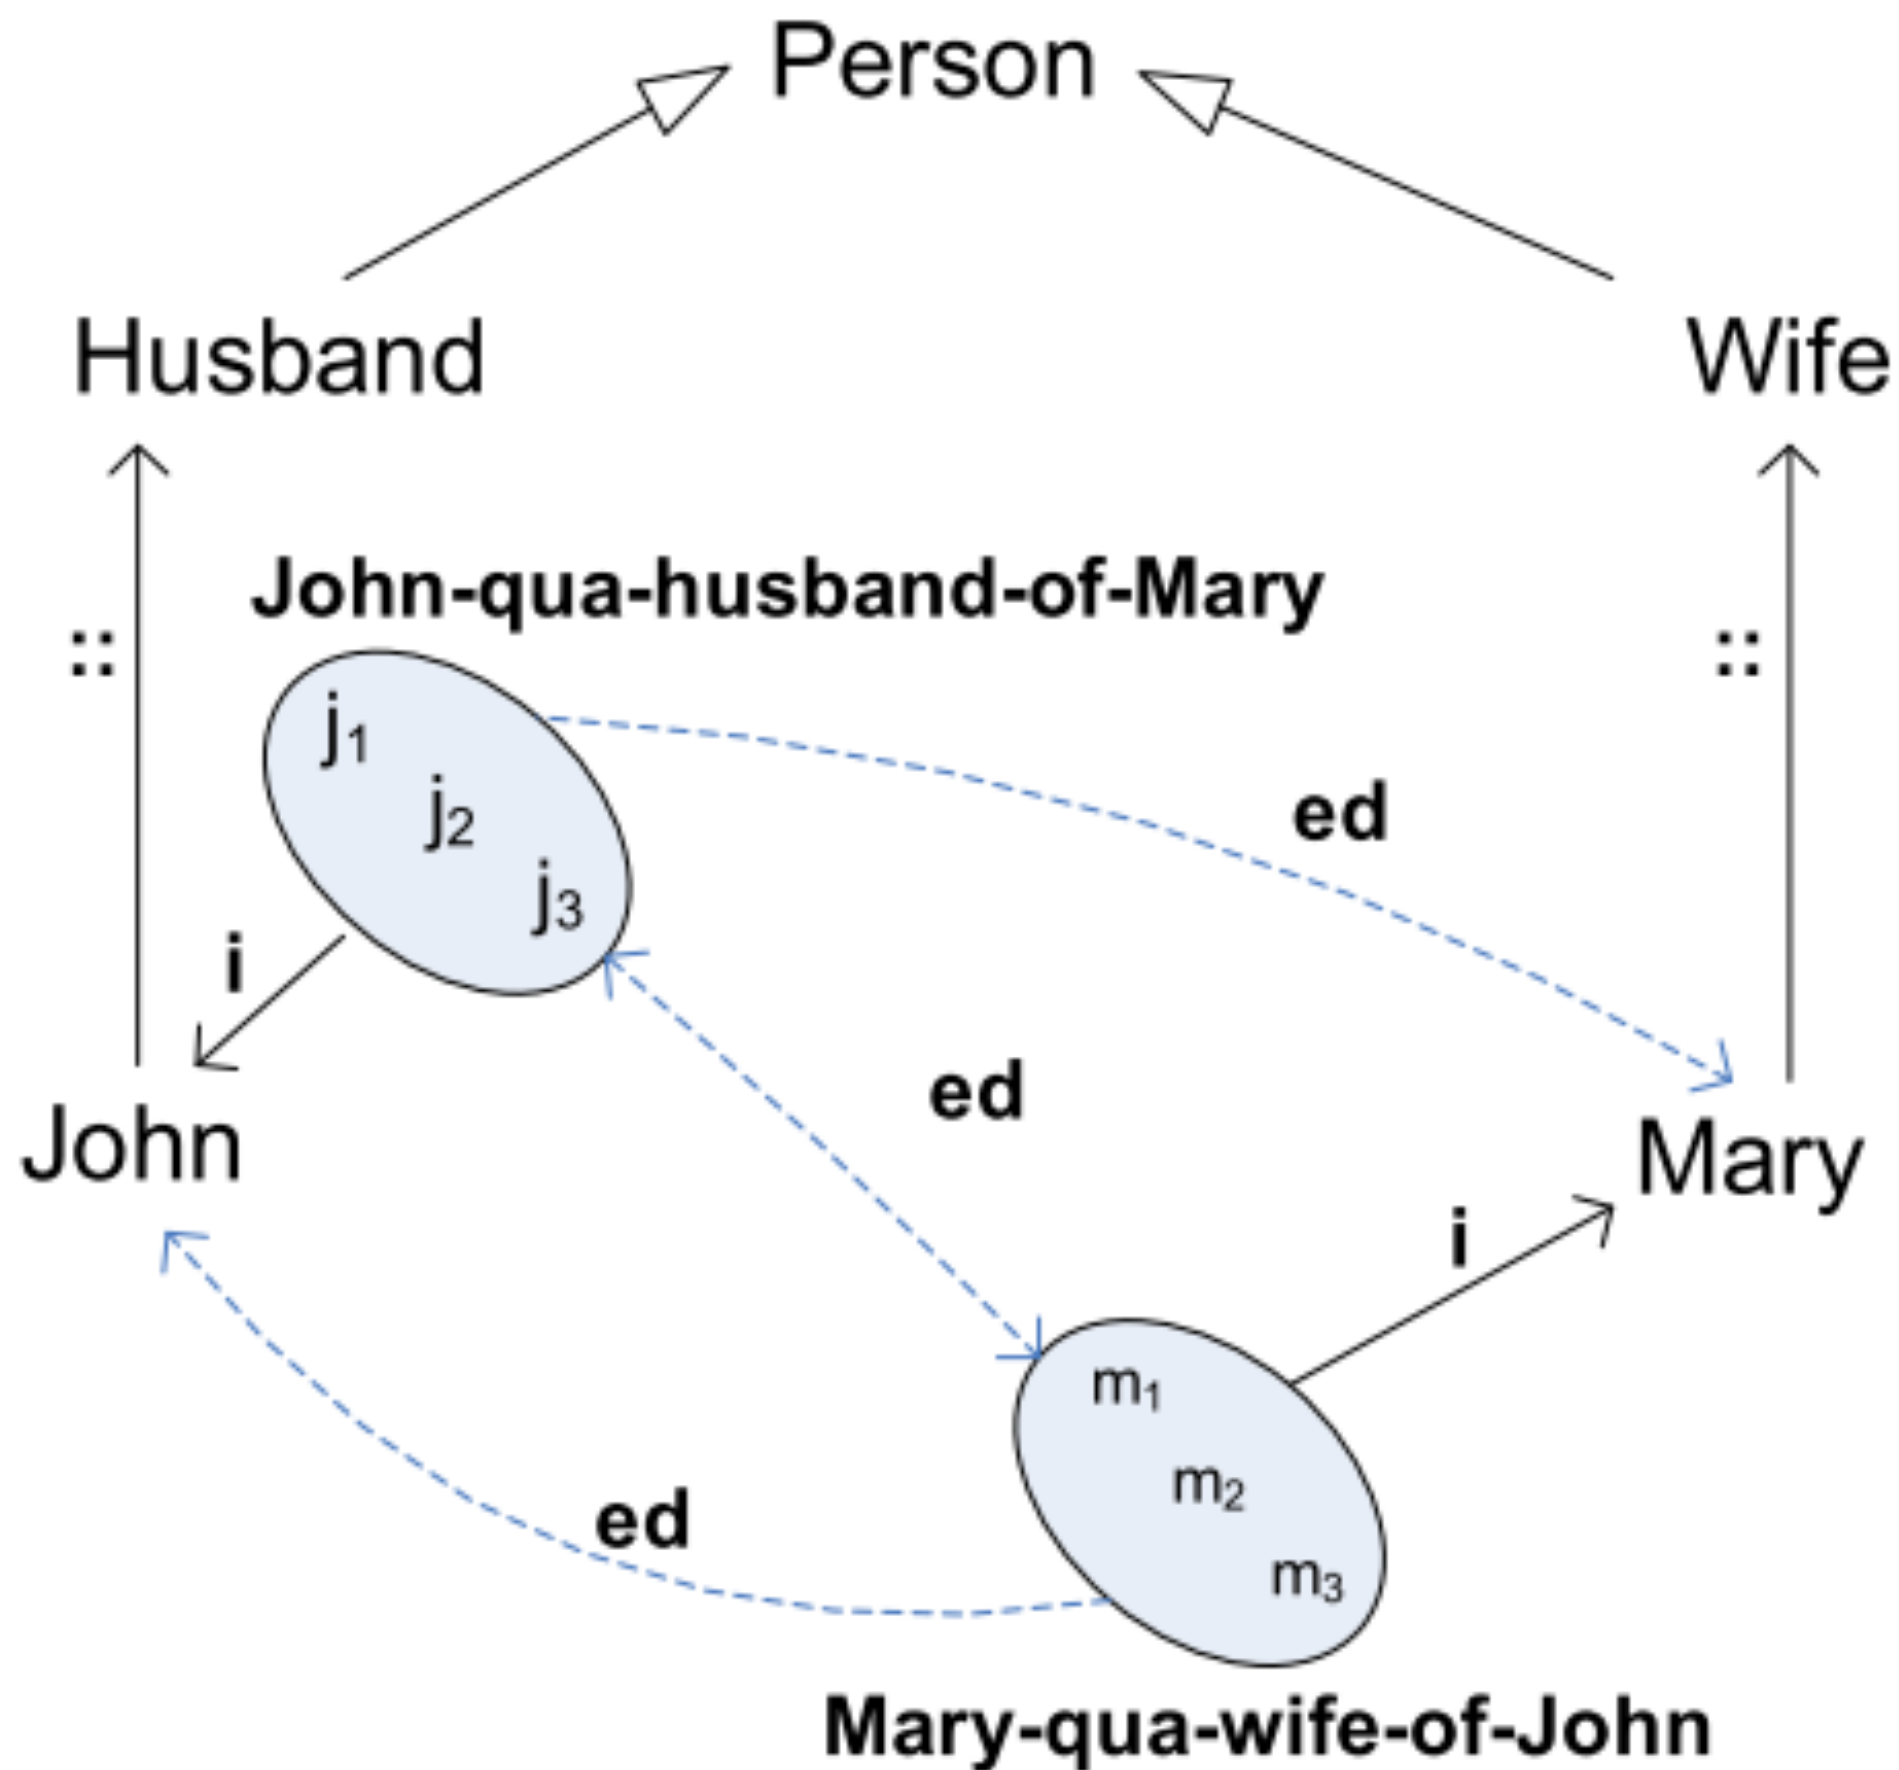 Person
Husband
Wife
John-qua-husband-of-Mary
::
::
j₁
j₂
ed
j₃
i
ed
John
Mary
i
m₁
m₂
ed
m₃
Mary-qua-wife-of-John